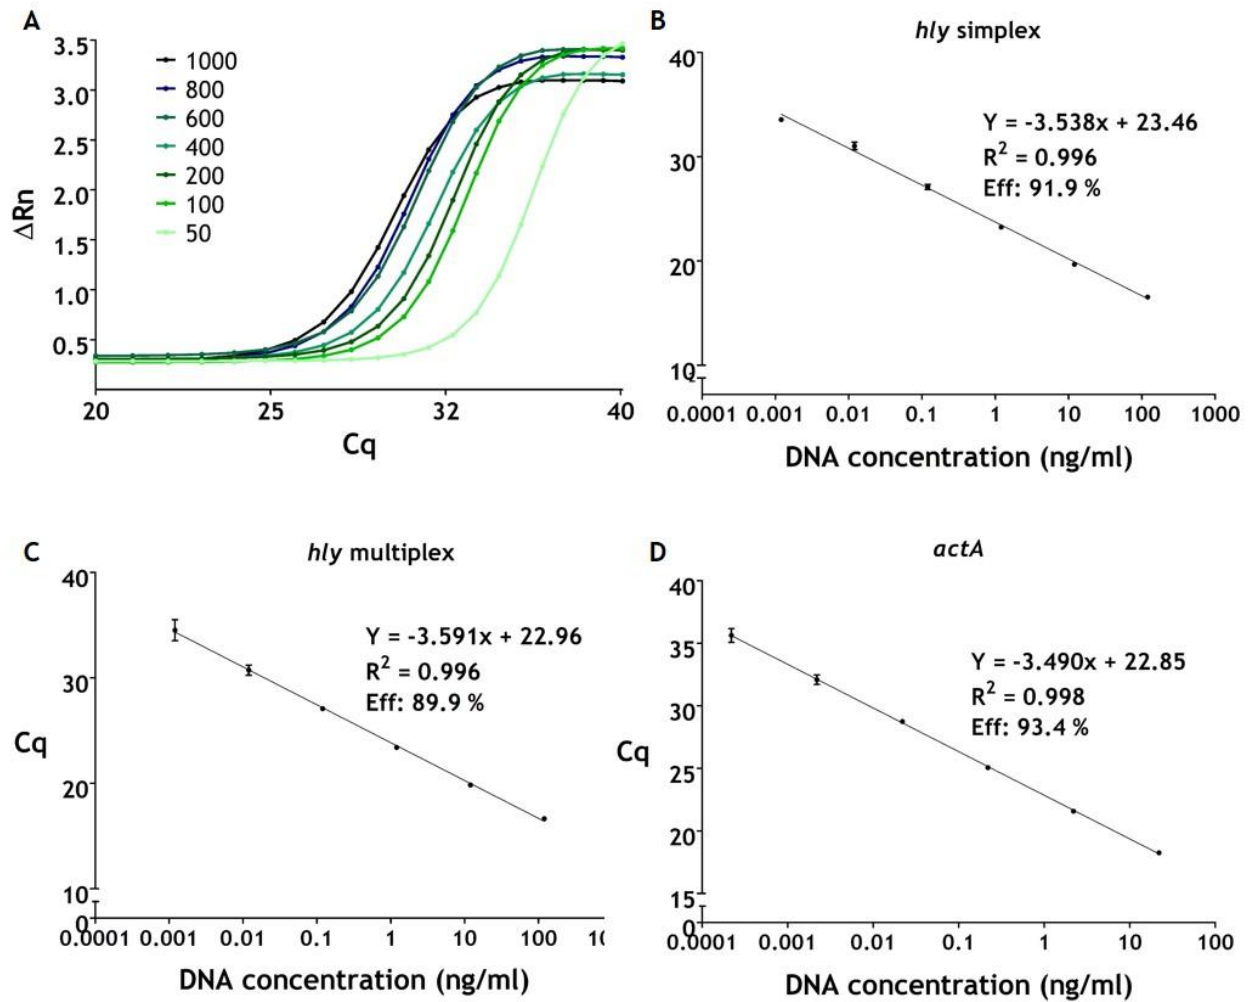 A
3.5
3.0
2.5
2.0
1.5
1.0
0.5
ΔRn
1000
800
600
400
200
100
50
20 25 32 40
Cq
B
hly simplex
40
30
20
10
Y = -3.538x + 23.46
R² = 0.996
Eff: 91.9 %
0.0001 0.001 0.01 0.1 1 10 100 1000
DNA concentration (ng/ml)
C
hly multiplex
40
30
20
10
0
Cq
Y = -3.591x + 22.96
R² = 0.996
Eff: 89.9 %
0.0001 0.001 0.01 0.1 1 10 100
DNA concentration (ng/ml)
D
actA
40
35
30
25
20
15
0
Cq
Y = -3.490x + 22.85
R² = 0.998
Eff: 93.4 %
0.0001 0.001 0.01 0.1 1 10 100
DNA concentration (ng/ml)